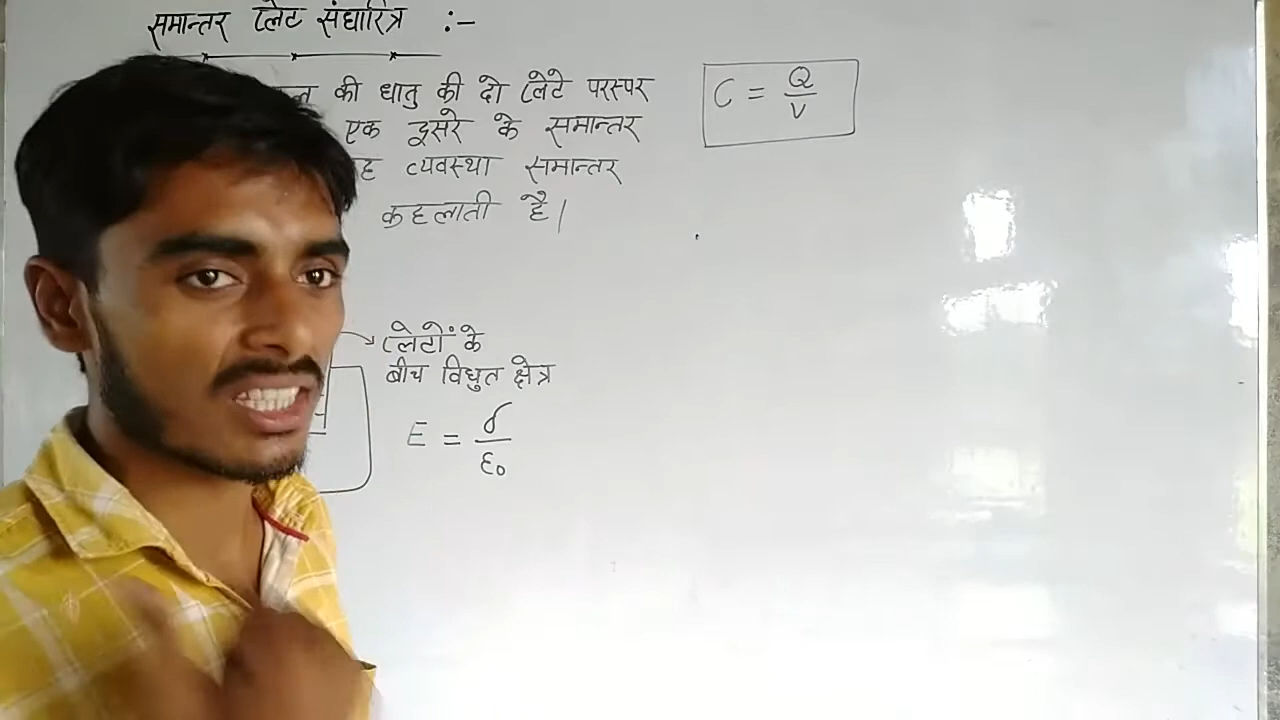 समान्तर प्लेट संधारित्र :-
की धातु की दो प्लेटे परस्पर
एक दूसरे के समान्तर
व्यवस्था समान्तर
कहलाती है।
C = Q/V
प्लेटों के
बीच विधुत क्षेत्र
E = σ/ε₀